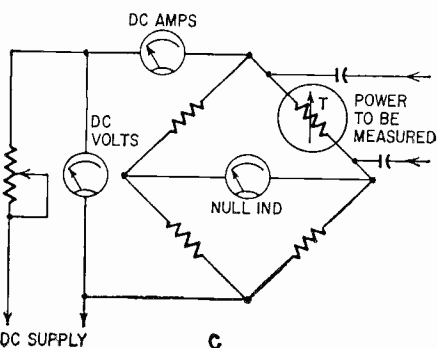 DC AMPS
DC
VOLTS
T
POWER
TO BE
MEASURED
NULL IND
DC SUPPLY
C